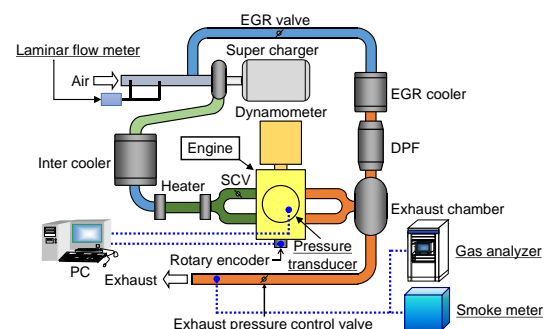 EGR valve
Laminar flow meter
Super charger
Air
EGR cooler
Dynamometer
Engine
DPF
Inter cooler
SCV
Heater
Exhaust chamber
Pressure
transducer
Rotary encoder
PC
Gas analyzer
Exhaust
Smoke meter
Exhaust pressure control valve